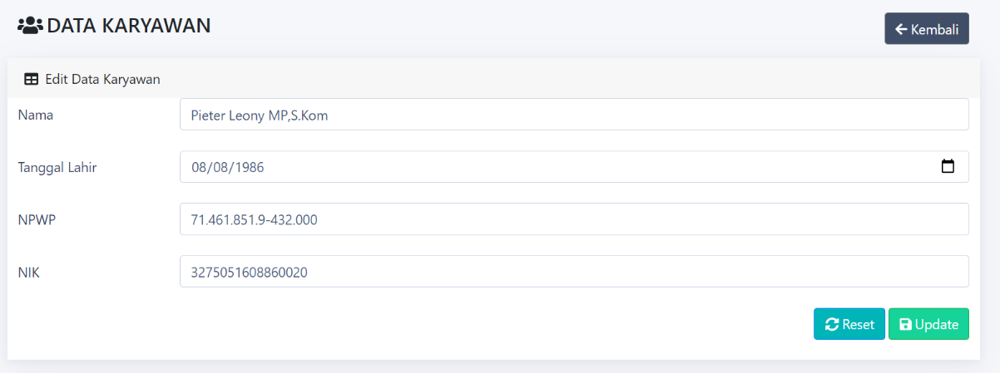 DATA KARYAWAN
Kembali
Edit Data Karyawan
Nama
Pieter Leony MP,S.Kom
Tanggal Lahir
08/08/1986
NPWP
71.461.851.9-432.000
NIK
3275051608860020
Reset
Update